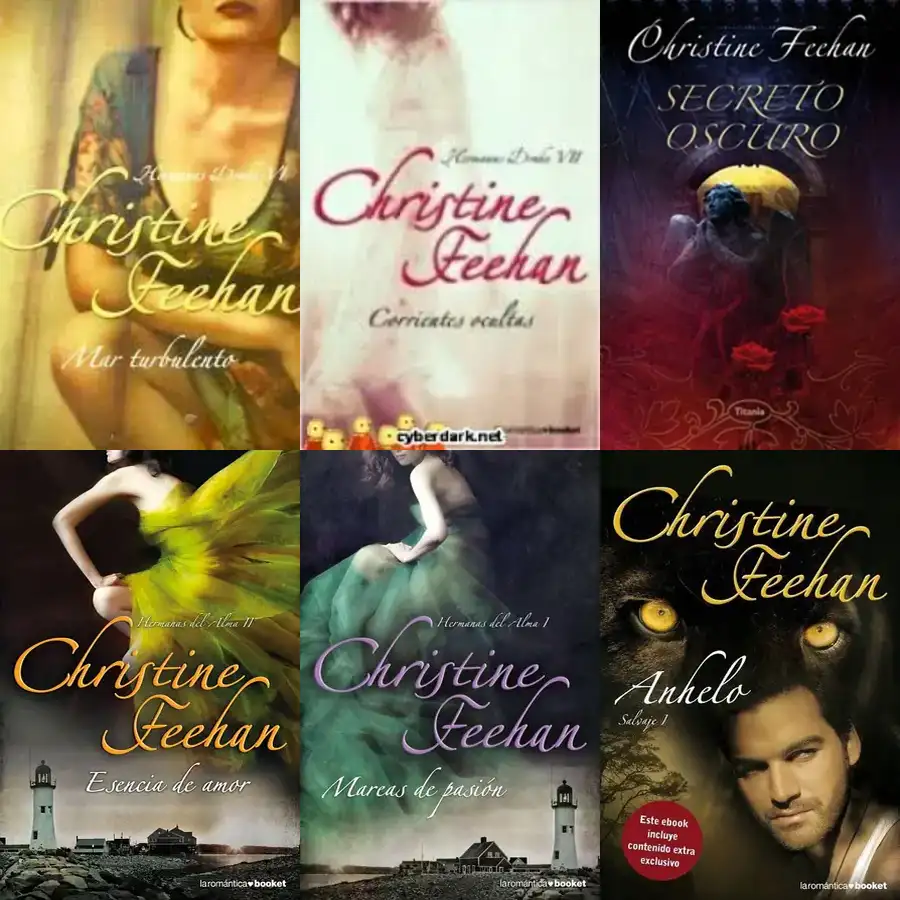 Hermanas Drake VI
Christine
Feehan
Mar turbulento
Hermanas Drake VII
Christine
Feehan
Corrientes ocultas
cyberdark.net
romántica♥booket
Christine Feehan
SECRETO
OSCURO
Titania
Hermanas del Alma II
Christine
Feehan
Esencia de amor
laromántica♥booket
Hermanas del Alma I
Christine
Feehan
Mareas de pasión
laromántica♥booket
Christine
Feehan
Anhelo
Salvaje I
Este ebook
incluye
contenido extra
exclusivo
laromántica♥booket